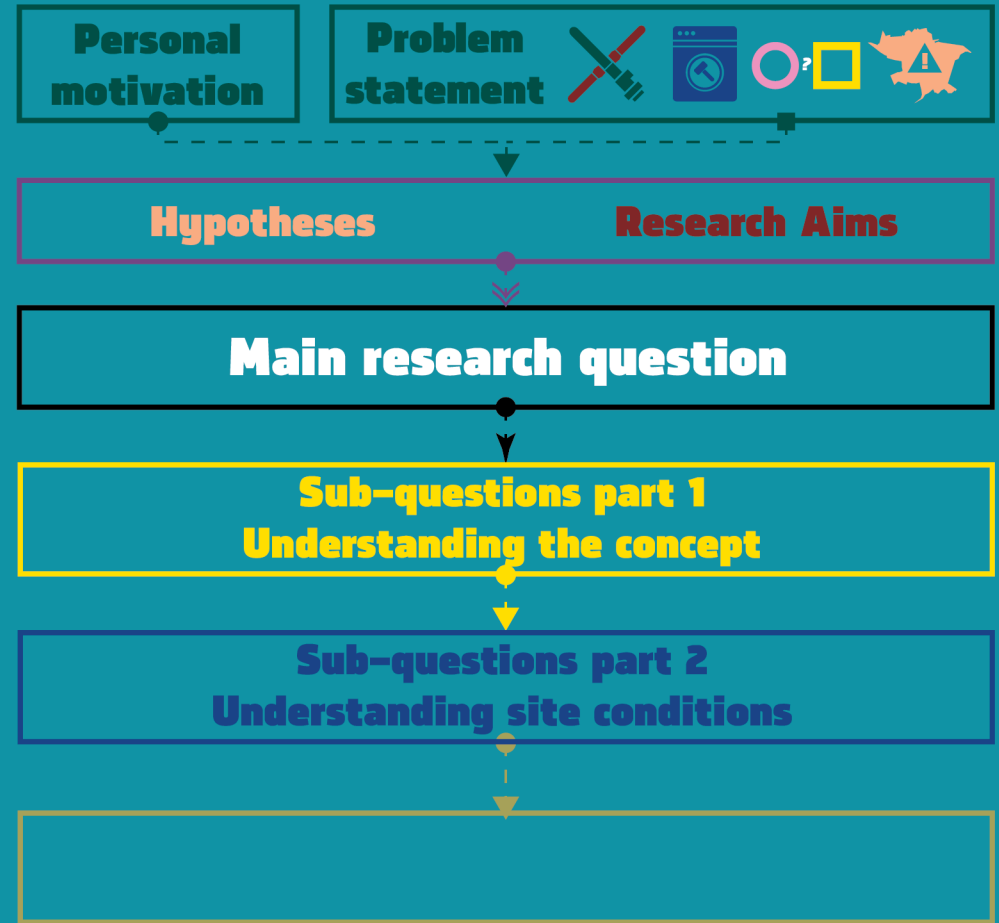 Personal
motivation
Problem
statement
?
!
Hypotheses
Research Aims
Main research question
Sub-questions part 1
Understanding the concept
Sub-questions part 2
Understanding site conditions